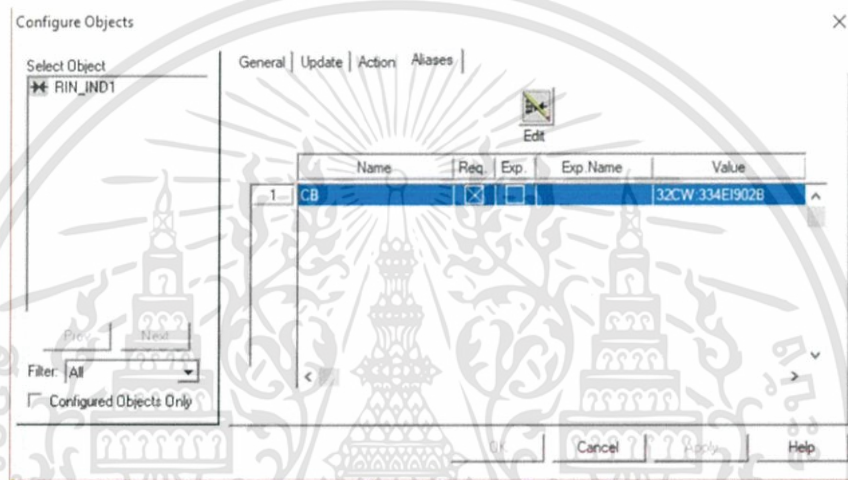 Configure Objects
Select Object
RIN_IND1
General Update Action Aliases
Edit
Name Req. Exp. Exp.Name Value
1 CB 32CW:334EI902B
Prev Next
Filter: All
Configured Objects Only
OK Cancel Apply Help